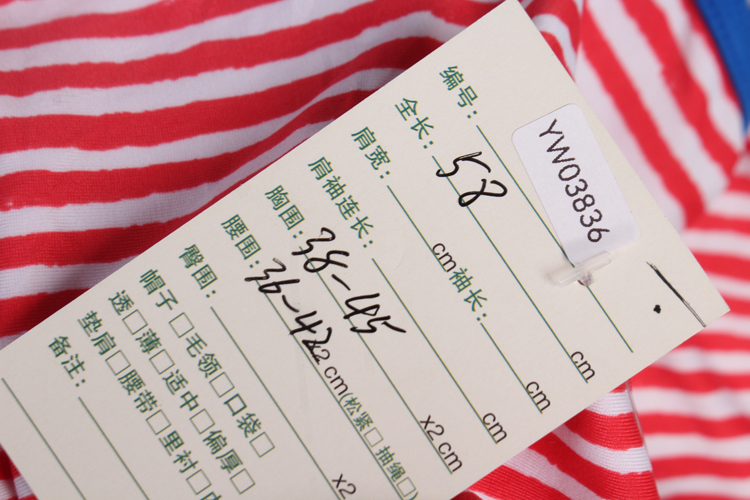 编号: YW03836
全长: 58 cm
肩宽: cm 袖长: cm
肩袖连长: cm
胸围: 38-45 x2 cm
腰围: 36-42 x2 cm(松紧□ 抽绳□)
臀围: x2
帽子□ 毛领□ 口袋□
透□ 薄□ 适中□ 偏厚□
垫肩□ 腰带□ 里衬□
备注: